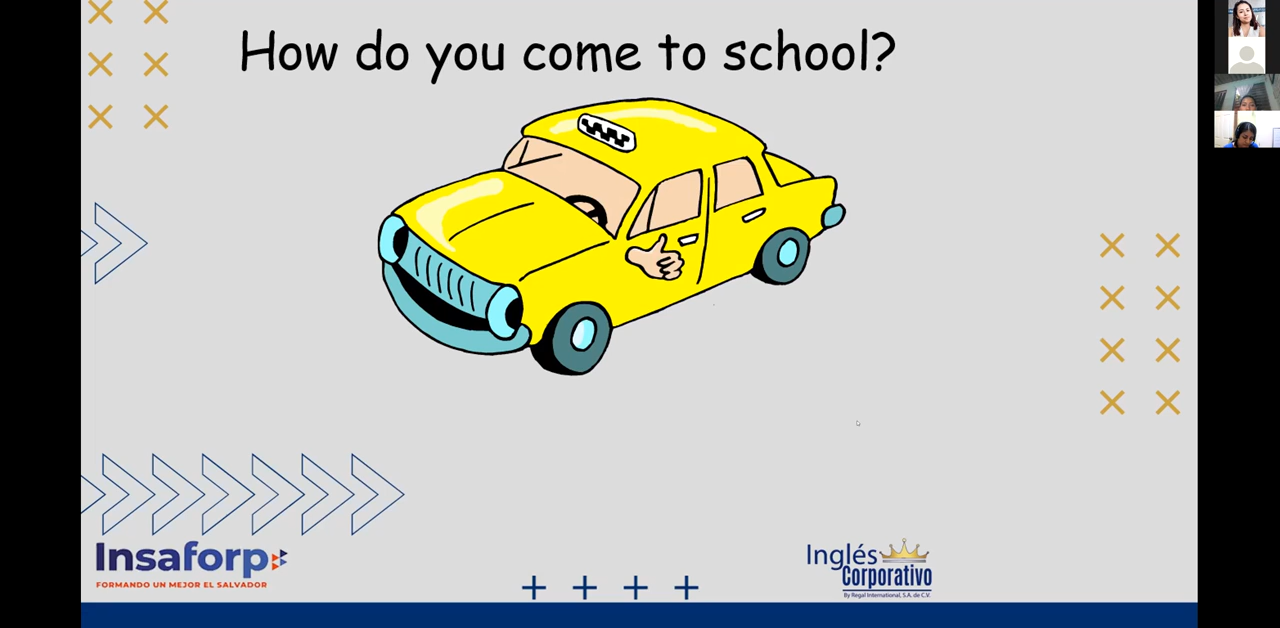 How do you come to school?
Insaforp
FORMANDO UN MEJOR EL SALVADOR
Inglés
Corporativo
By Regal International, S.A. de C.V.